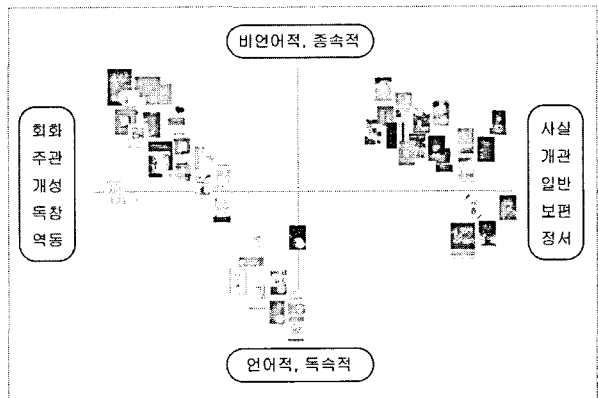 비언어적, 종속적
회화
주관
개성
독창
역동
사실
개관
일반
보편
정서
언어적, 독속적